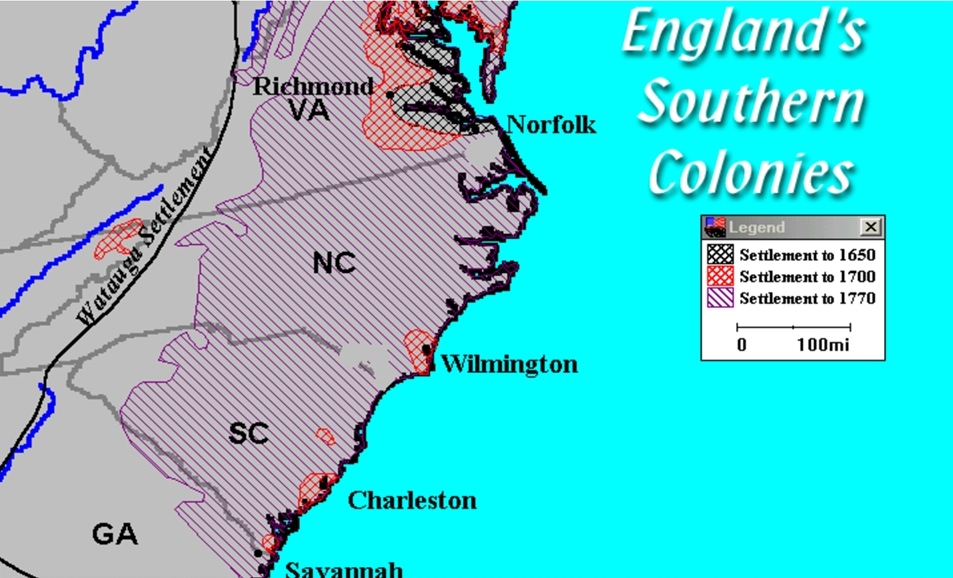 England's
Southern
Colonies
Richmond
VA
Norfolk
Watauga Settlement
NC
Legend
Settlement to 1650
Settlement to 1700
Settlement to 1770
0 100mi
Wilmington
SC
Charleston
GA
Savannah